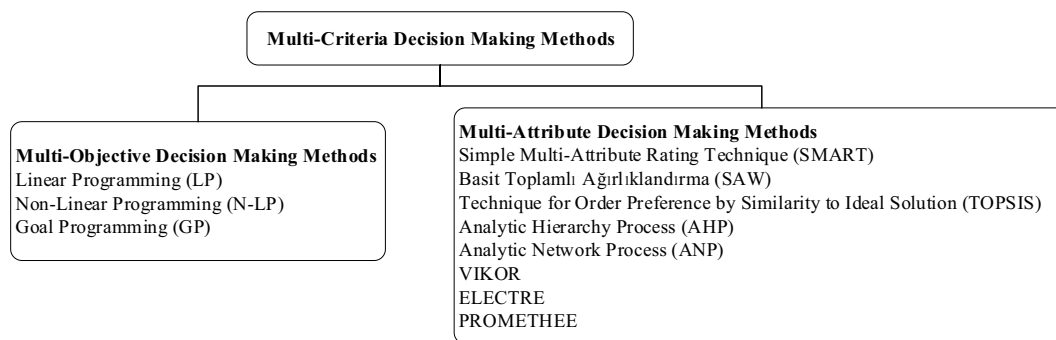 Multi-Criteria Decision Making Methods
Multi-Objective Decision Making Methods
Linear Programming (LP)
Non-Linear Programming (N-LP)
Goal Programming (GP)
Multi-Attribute Decision Making Methods
Simple Multi-Attribute Rating Technique (SMART)
Basit Toplamlı Ağırlıklandırma (SAW)
Technique for Order Preference by Similarity to Ideal Solution (TOPSIS)
Analytic Hierarchy Process (AHP)
Analytic Network Process (ANP)
VIKOR
ELECTRE
PROMETHEE